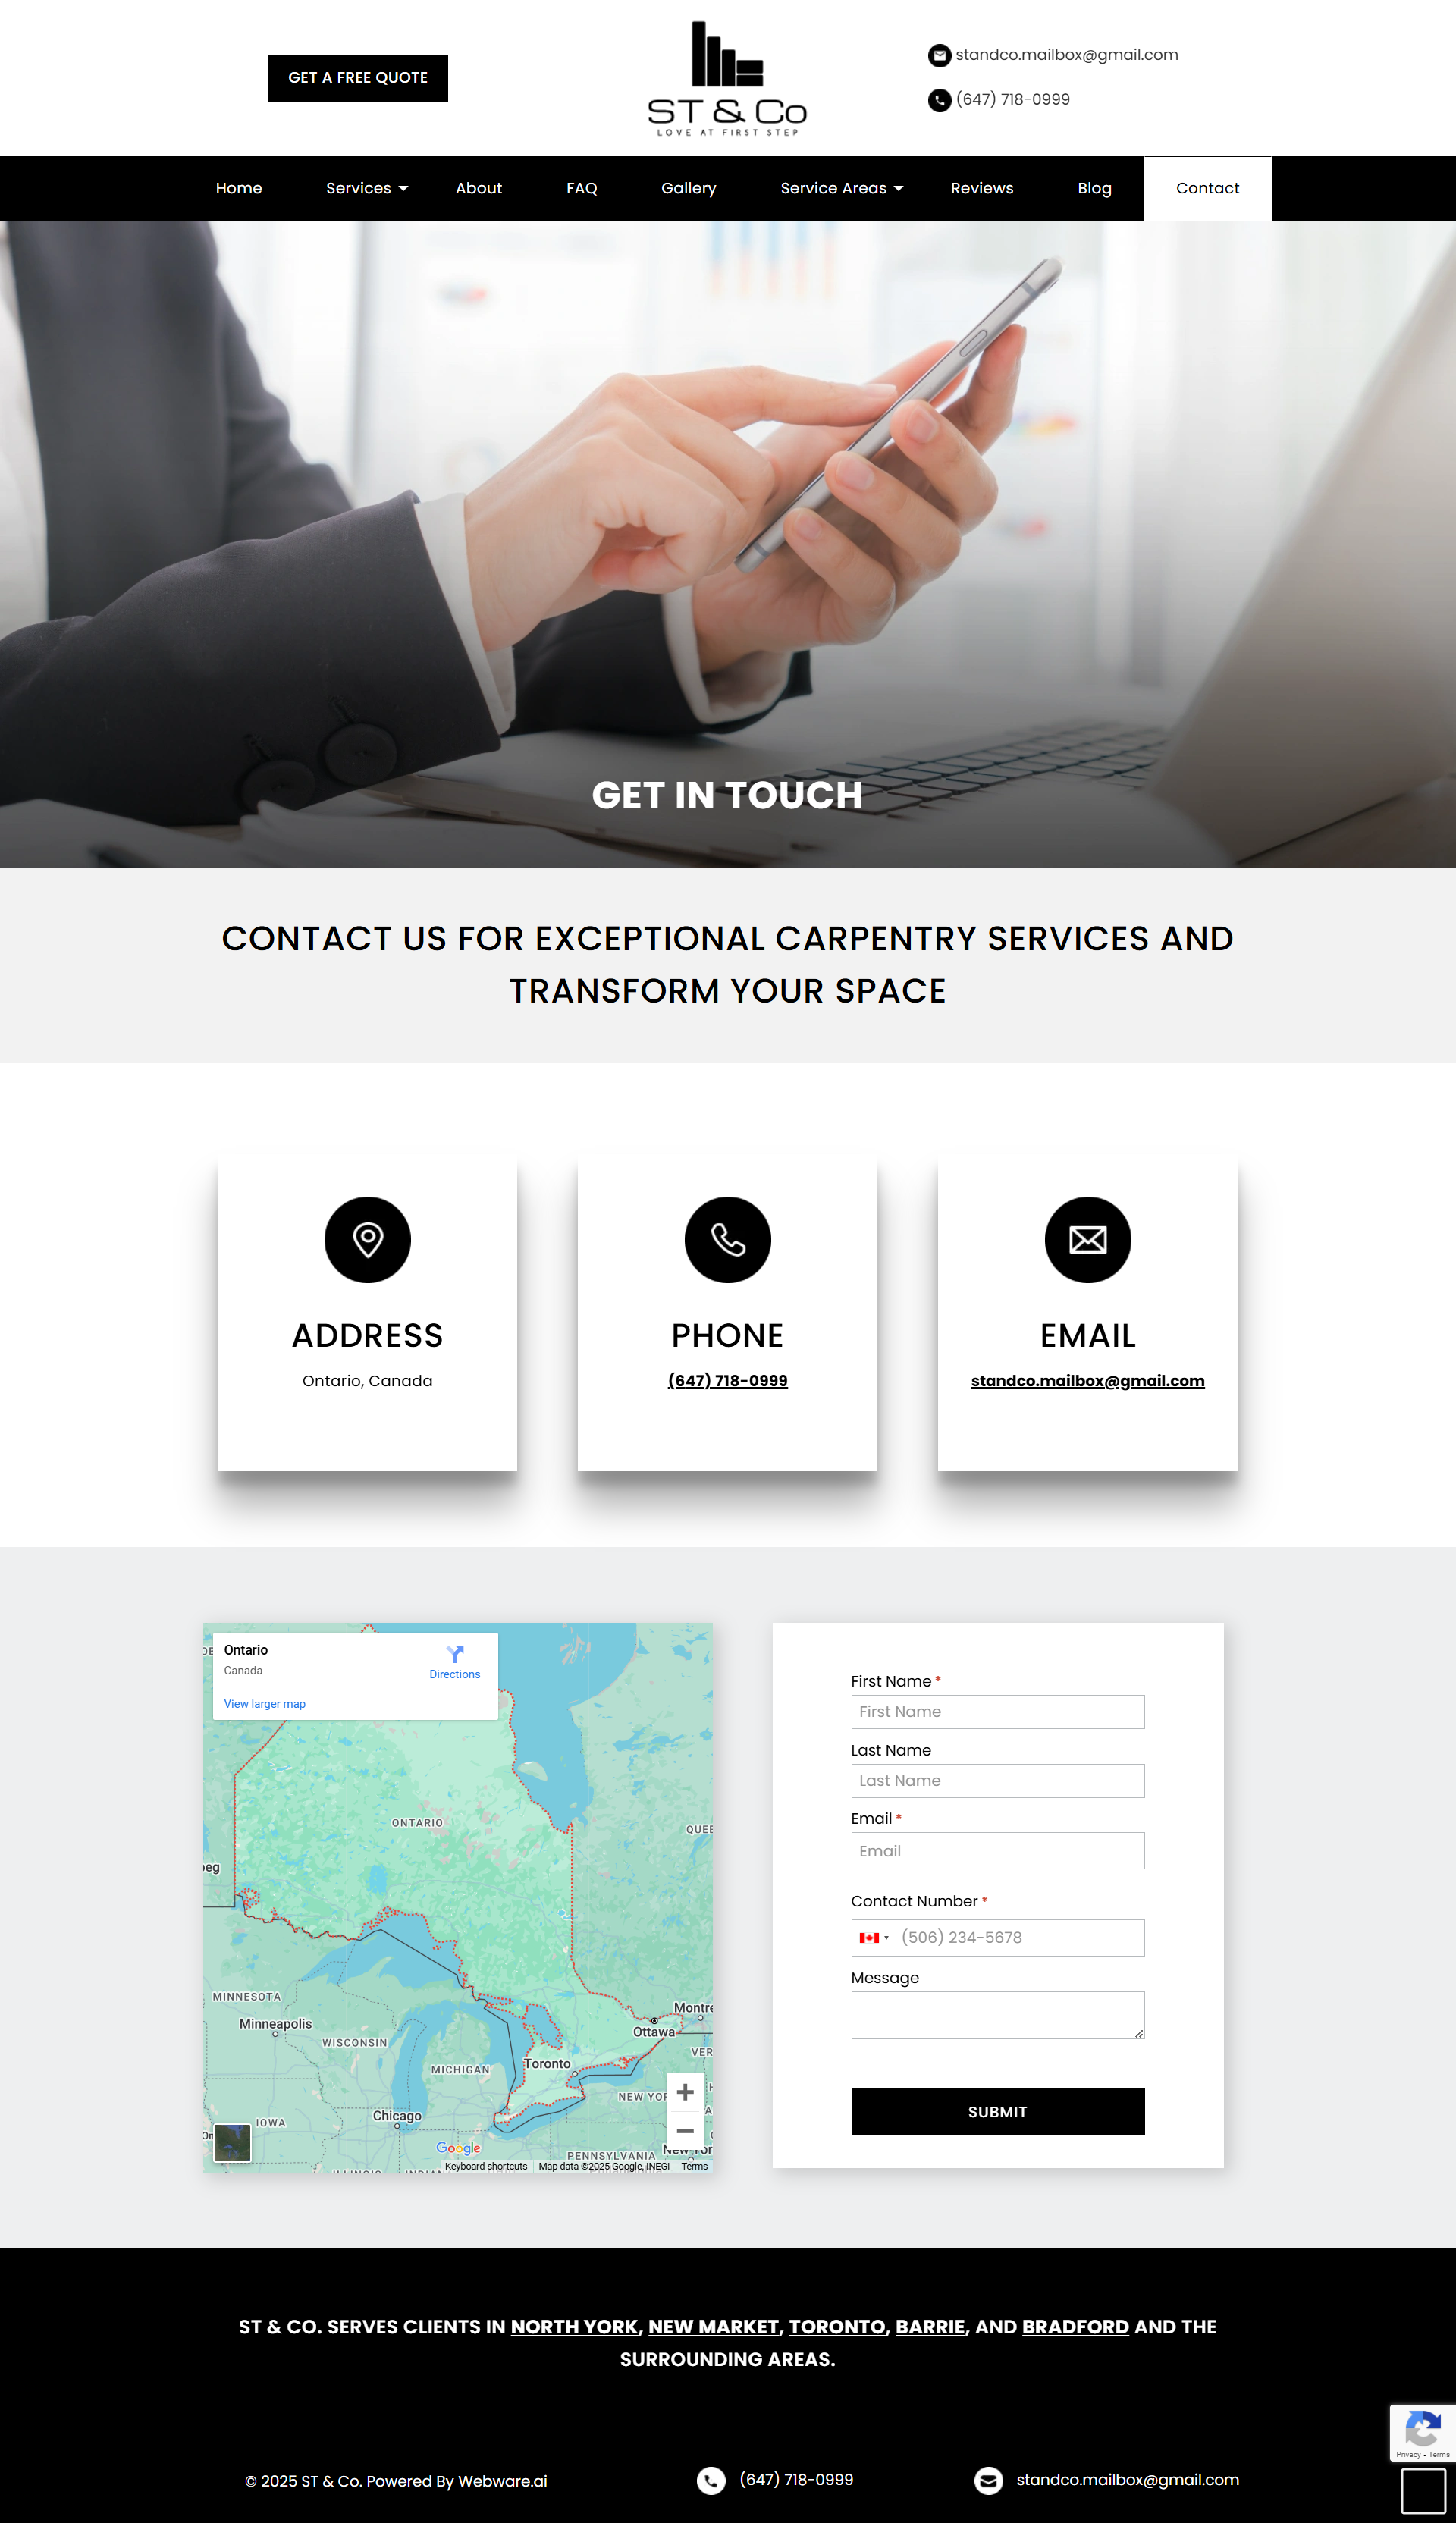 GET A FREE QUOTE
ST & Co
LOVE AT FIRST STEP
standco.mailbox@gmail.com
(647) 718-0999
Home Services About FAQ Gallery Service Areas Reviews Blog Contact
GET IN TOUCH
CONTACT US FOR EXCEPTIONAL CARPENTRY SERVICES AND
TRANSFORM YOUR SPACE
ADDRESS
Ontario, Canada
PHONE
(647) 718-0999
EMAIL
standco.mailbox@gmail.com
Ontario
Canada
Directions
View larger map
ONTARIO
QUE
MINNESOTA
Minneapolis
WISCONSIN
MICHIGAN
Montre
Ottawa
VER
Toronto
NEW YOR
IOWA
Chicago
PENNSYLVANIA
Google
Keyboard shortcuts Map data ©2025 Google, INEGI Terms
First Name *
First Name
Last Name
Last Name
Email *
Email
Contact Number *
(506) 234-5678
Message
SUBMIT
ST & CO. SERVES CLIENTS IN NORTH YORK, NEW MARKET, TORONTO, BARRIE, AND BRADFORD AND THE
SURROUNDING AREAS.
Privacy - Terms
© 2025 ST & Co. Powered By Webware.ai
(647) 718-0999
standco.mailbox@gmail.com